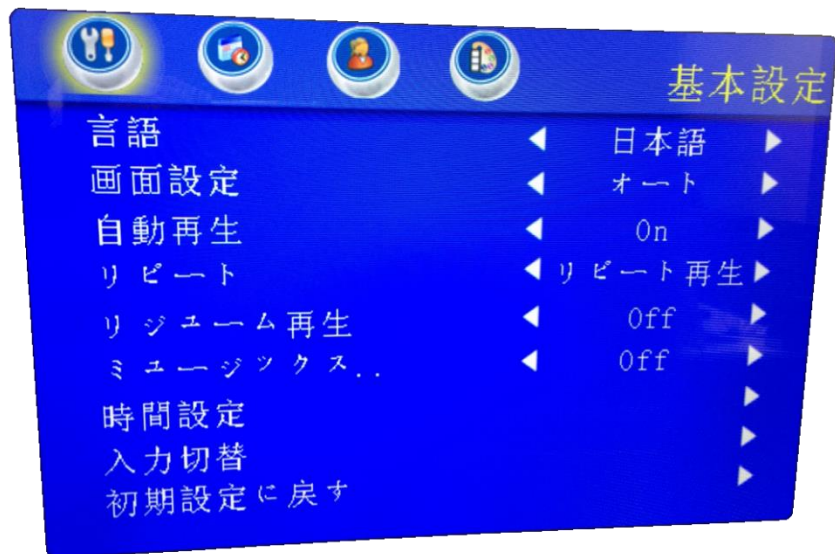 基本設定
言語 日本語
画面設定 オート
自動再生 On
リピート リピート再生
リジューム再生 Off
ミュージックス.. Off
時間設定
入力切替
初期設定に戻す